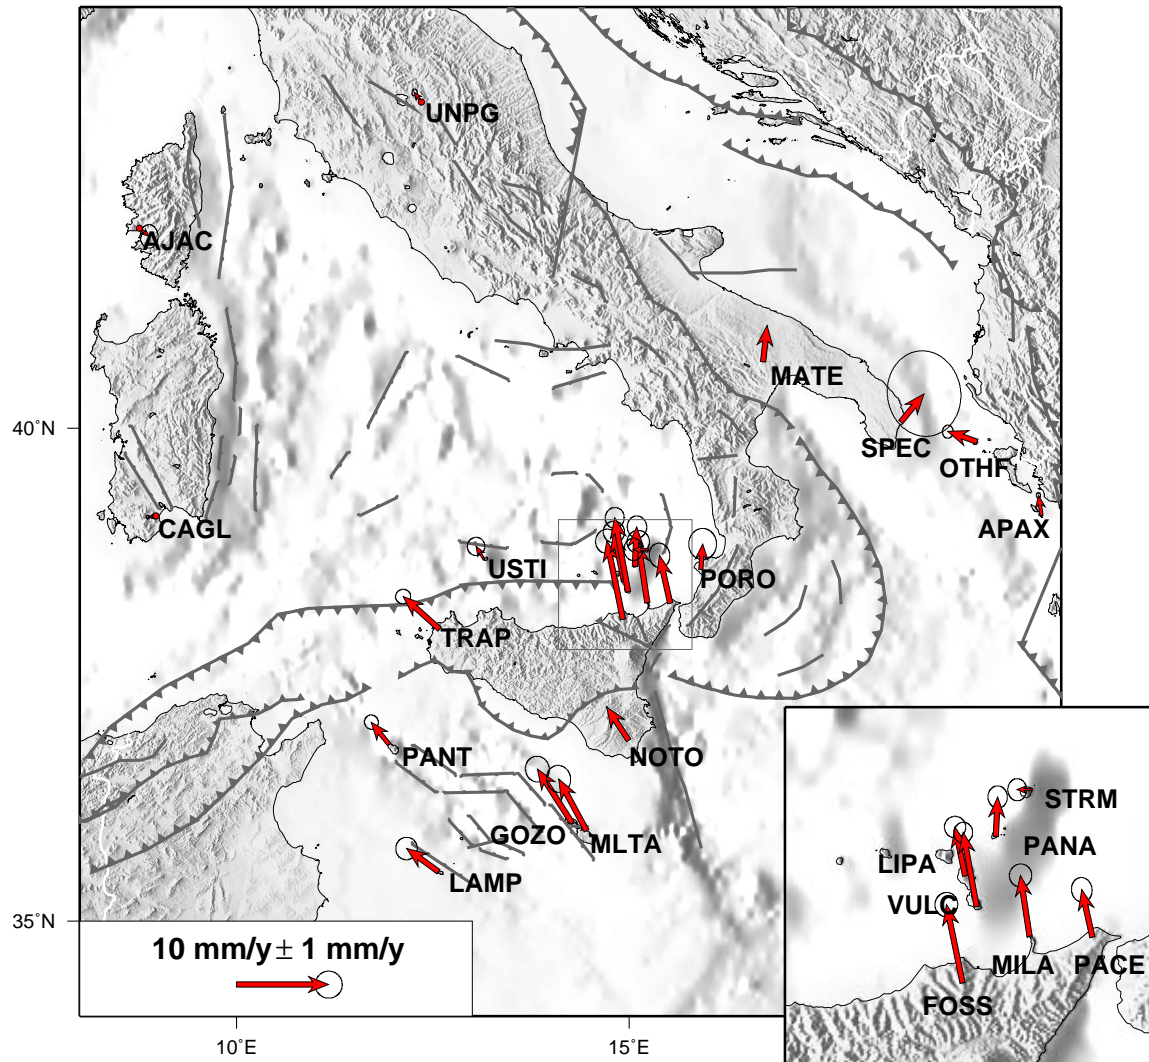 UNPG
AJAC
MATE
40°N
SPEC
OTHF
CAGL
APAX
USTI
PORO
TRAP
NOTO
PANT
GOZO
MLTA
LAMP
STRM
PANA
LIPA
VULC
35°N
10 mm/y ± 1 mm/y
MILA
PACE
FOSS
10°E
15°E